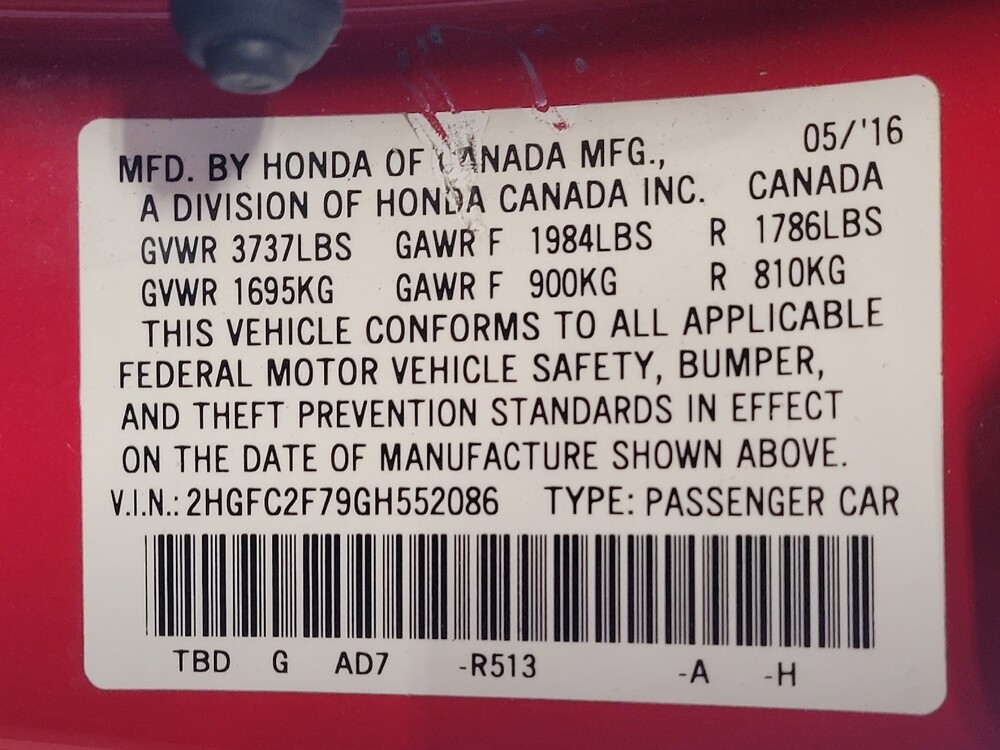 05/'16
MFD. BY HONDA OF CANADA MFG.,
A DIVISION OF HONDA CANADA INC. CANADA
GVWR 3737LBS GAWR F 1984LBS R 1786LBS
GVWR 1695KG GAWR F 900KG R 810KG
THIS VEHICLE CONFORMS TO ALL APPLICABLE
FEDERAL MOTOR VEHICLE SAFETY, BUMPER,
AND THEFT PREVENTION STANDARDS IN EFFECT
ON THE DATE OF MANUFACTURE SHOWN ABOVE.
V.I.N.: 2HGFC2F79GH552086 TYPE: PASSENGER CAR
TBD G AD7 -R513 -A -H